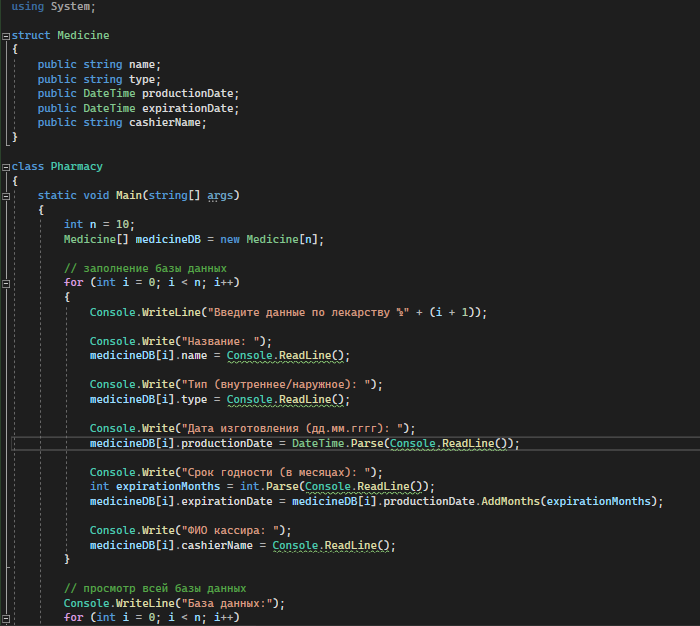 using System;
struct Medicine
{
public string name;
public string type;
public DateTime productionDate;
public DateTime expirationDate;
public string cashierName;
}
class Pharmacy
{
static void Main(string[] args)
{
int n = 10;
Medicine[] medicineDB = new Medicine[n];
// заполнение базы данных
for (int i = 0; i < n; i++)
{
Console.WriteLine("Введите данные по лекарству %" + (i + 1));
Console.Write("Название: ");
medicineDB[i].name = Console.ReadLine();
Console.Write("Тип (внутреннее/наружное): ");
medicineDB[i].type = Console.ReadLine();
Console.Write("Дата изготовления (дд.мм.гггг): ");
medicineDB[i].productionDate = DateTime.Parse(Console.ReadLine());
Console.Write("Срок годности (в месяцах): ");
int expirationMonths = int.Parse(Console.ReadLine());
medicineDB[i].expirationDate = medicineDB[i].productionDate.AddMonths(expirationMonths);
Console.Write("ФИО кассира: ");
medicineDB[i].cashierName = Console.ReadLine();
}
// просмотр всей базы данных
Console.WriteLine("База данных:");
for (int i = 0; i < n; i++)